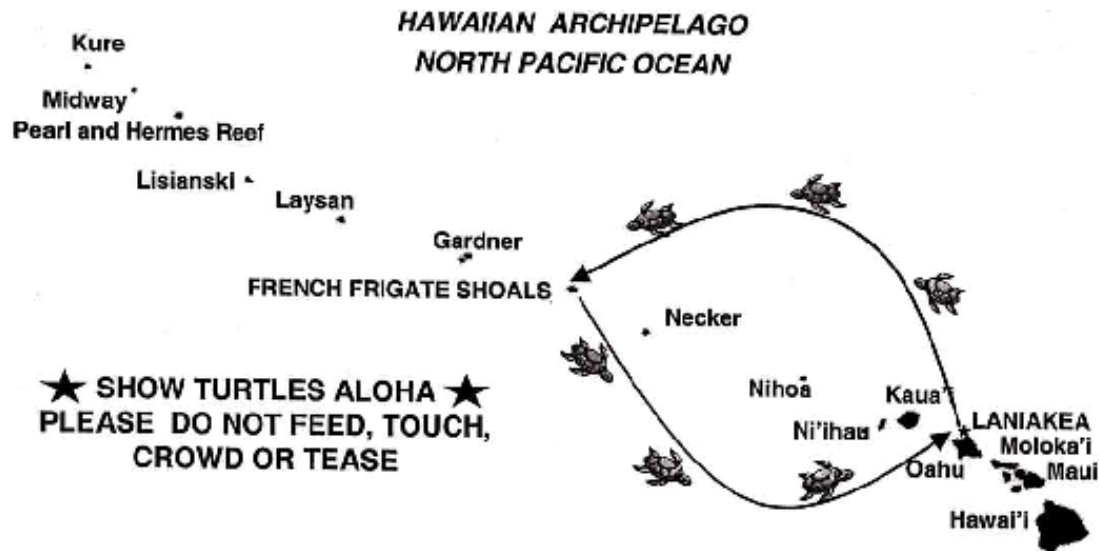 HAWAIIAN ARCHIPELAGO
NORTH PACIFIC OCEAN
Kure
Midway
Pearl and Hermes Reef
Lisianski
Laysan
Gardner
FRENCH FRIGATE SHOALS
Necker
Nihoa
Kaua'i
Ni'ihau
LANIAKEA
Moloka'i
Oahu
Maui
Hawai'i
★ SHOW TURTLES ALOHA ★
PLEASE DO NOT FEED, TOUCH,
CROWD OR TEASE